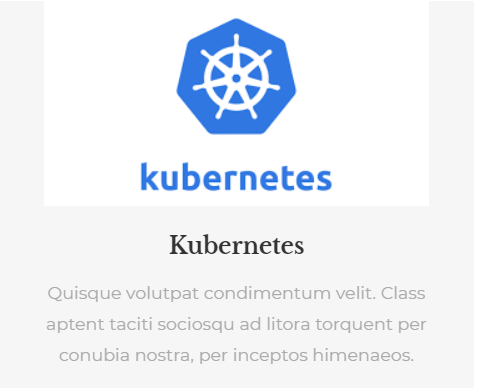 kubernetes
Kubernetes
Quisque volutpat condimentum velit. Class
aptent taciti sociosqu ad litora torquent per
conubia nostra, per inceptos himenaeos.